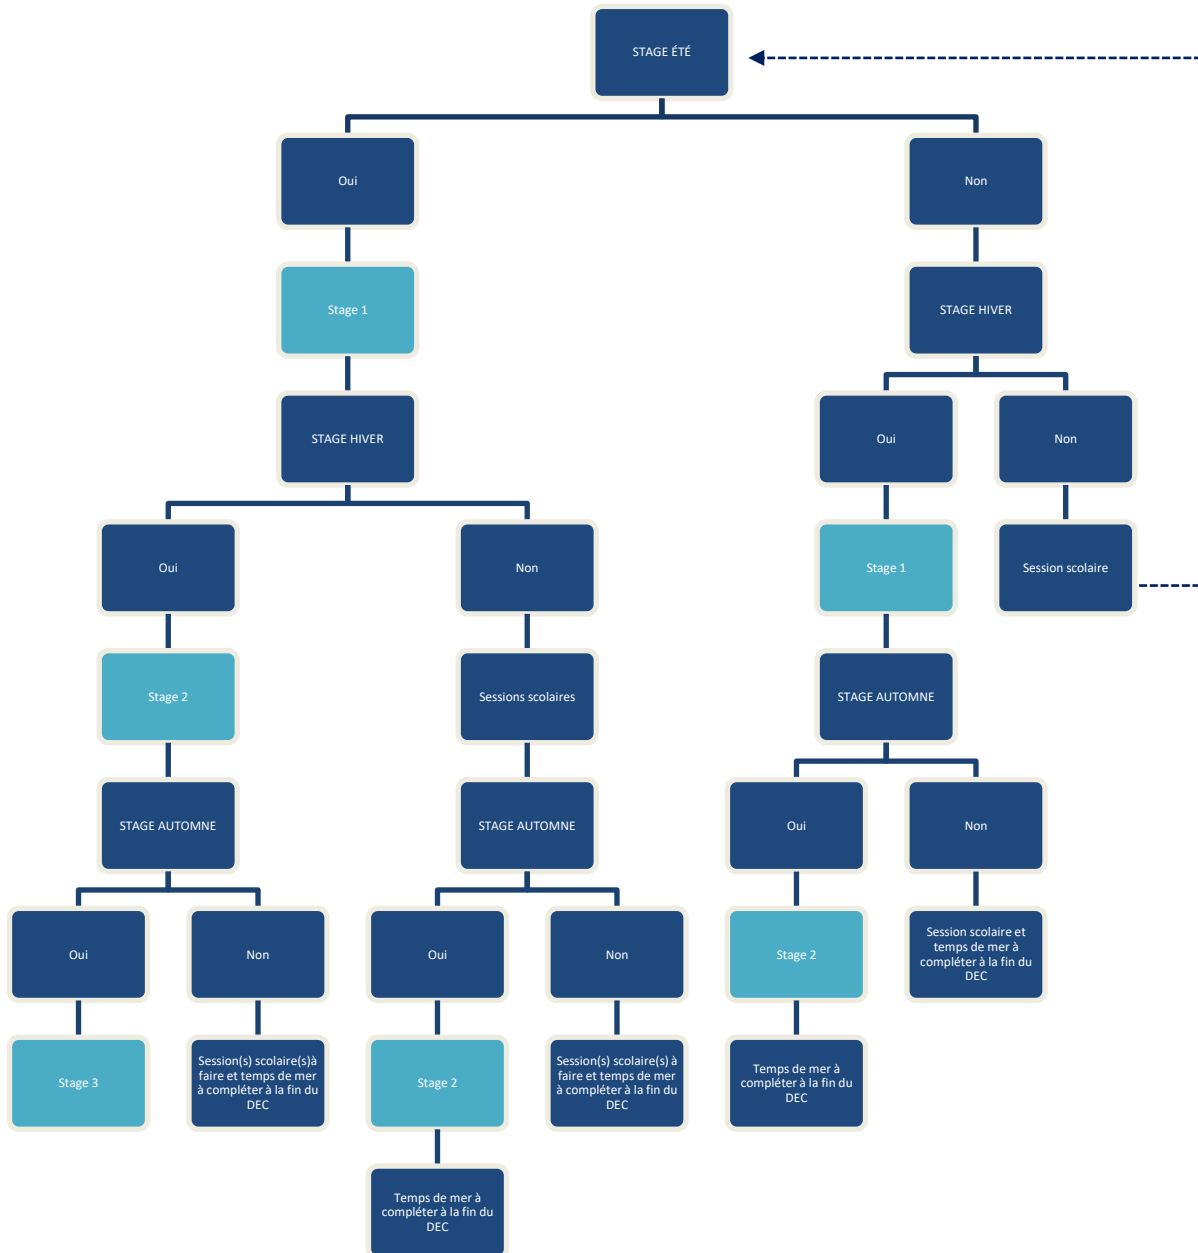 STAGE ÉTÉ
Oui
Non
Stage 1
STAGE HIVER
STAGE HIVER
Oui
Non
Oui
Non
Stage 1
Session scolaire
Oui
Non
Stage 2
Sessions scolaires
STAGE AUTOMNE
STAGE AUTOMNE
STAGE AUTOMNE
Oui
Non
Oui
Non
Oui
Non
Stage 2
Session scolaire et
temps de mer à
compléter à la fin du
DEC
Stage 3
Session(s) scolaire(s)à
faire et temps de mer
à compléter à la fin du
DEC
Stage 2
Session(s) scolaire(s) à
faire et temps de mer
à compléter à la fin du
DEC
Temps de mer à
compléter à la fin du
DEC
Temps de mer à
compléter à la fin du
DEC